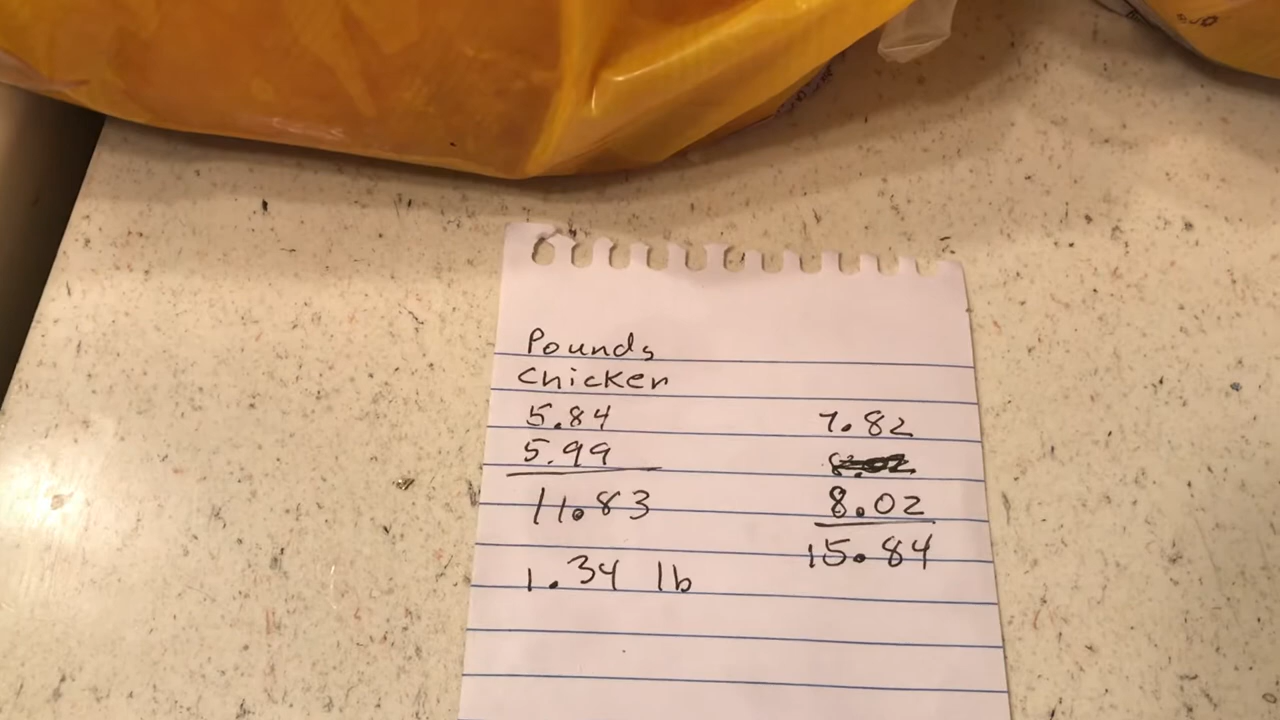 Pounds
Chicken
5.84 7.82
5.99
11.83 8.02
1.34 lb 15.84